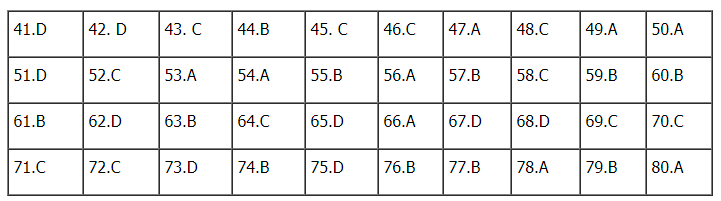 41.D 42. D 43. C 44.B 45. C 46.C 47.A 48.C 49.A 50.A
51.D 52.C 53.A 54.A 55.B 56.A 57.B 58.C 59.B 60.B
61.B 62.D 63.B 64.C 65.D 66.A 67.D 68.D 69.C 70.C
71.C 72.C 73.D 74.B 75.D 76.B 77.B 78.A 79.B 80.A